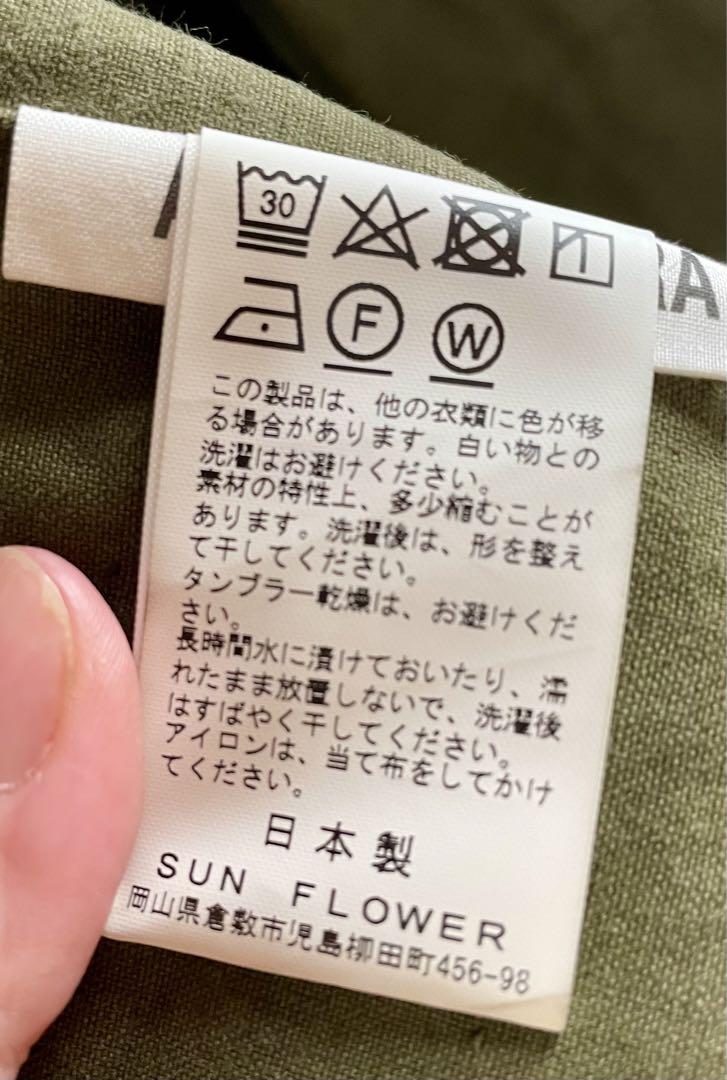 30
F W
この製品は、他の衣類に色が移
る場合があります。白い物との
洗濯はお避けください。
素材の特性上、多少縮むことが
あります。洗濯後は、形を整え
て干してください。
タンブラー乾燥は、お避けくだ
さい。
長時間水に漬けておいたり、濡
れたまま放置しないで、洗濯後
はすばやく干してください。
アイロンは、当て布をしてかけ
てください。
日本製
SUN FLOWER
岡山県倉敷市児島柳田町456-98
RA